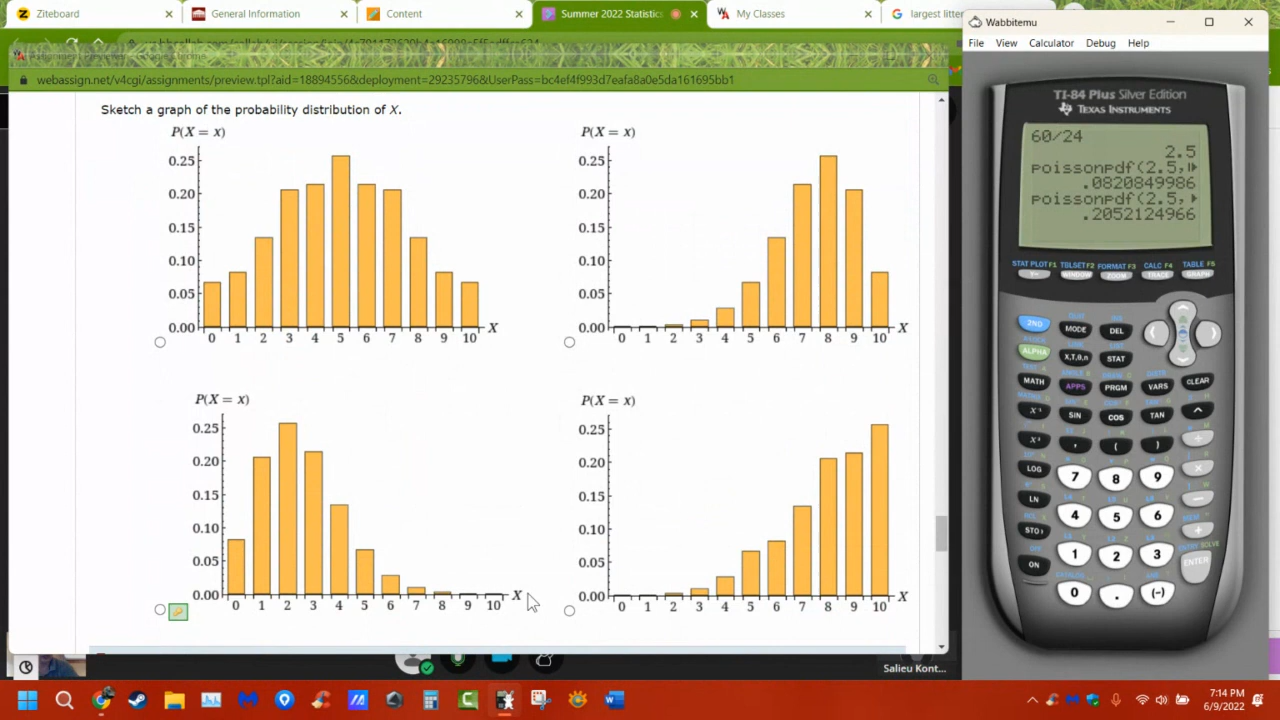 Ziteboard
General Information
Content
Summer 2022 Statistic
My Classes
largest litte
Wabbitemu
File View Calculator Debug Help
webassign.net/v4cgi/assignments/preview.tpl?aid=18894556&deployment=29235796&UserPass=bc4ef4f993d7eafa8a0e5da161695bb1
Sketch a graph of the probability distribution of X.
P(X = x)
0.25
0.20
0.15
0.10
0.05
0.00
0 1 2 3 4 5 6 7 8 9 10
X
P(X = x)
0.25
0.20
0.15
0.10
0.05
0.00
0 1 2 3 4 5 6 7 8 9 10
X
P(X = x)
0.25
0.20
0.15
0.10
0.05
0.00
0 1 2 3 4 5 6 7 8 9 10
X
P(X = x)
0.25
0.20
0.15
0.10
0.05
0.00
0 1 2 3 4 5 6 7 8 9 10
X
TI-84 Plus Silver Edition
TEXAS INSTRUMENTS
60/24
2.5
poissonpdf(2.5,
.0820849986
poissonpdf(2.5,
.2052124966
STAT PLOT F1 TBLSET F2 FORMAT F3 CALC F4 TABLE F5
Y= WINDOW ZOOM TRACE GRAPH
2ND MODE DEL
ALPHA X,T,θ,n STAT
MATH APPS PRGM VARS CLEAR
SIN COS TAN ^
, ( ) ÷
LOG 7 8 9 ×
LN 4 5 6 −
STO 1 2 3 +
ON 0 . (−) ENTER
Salieu Kont...
7:14 PM
6/9/2022